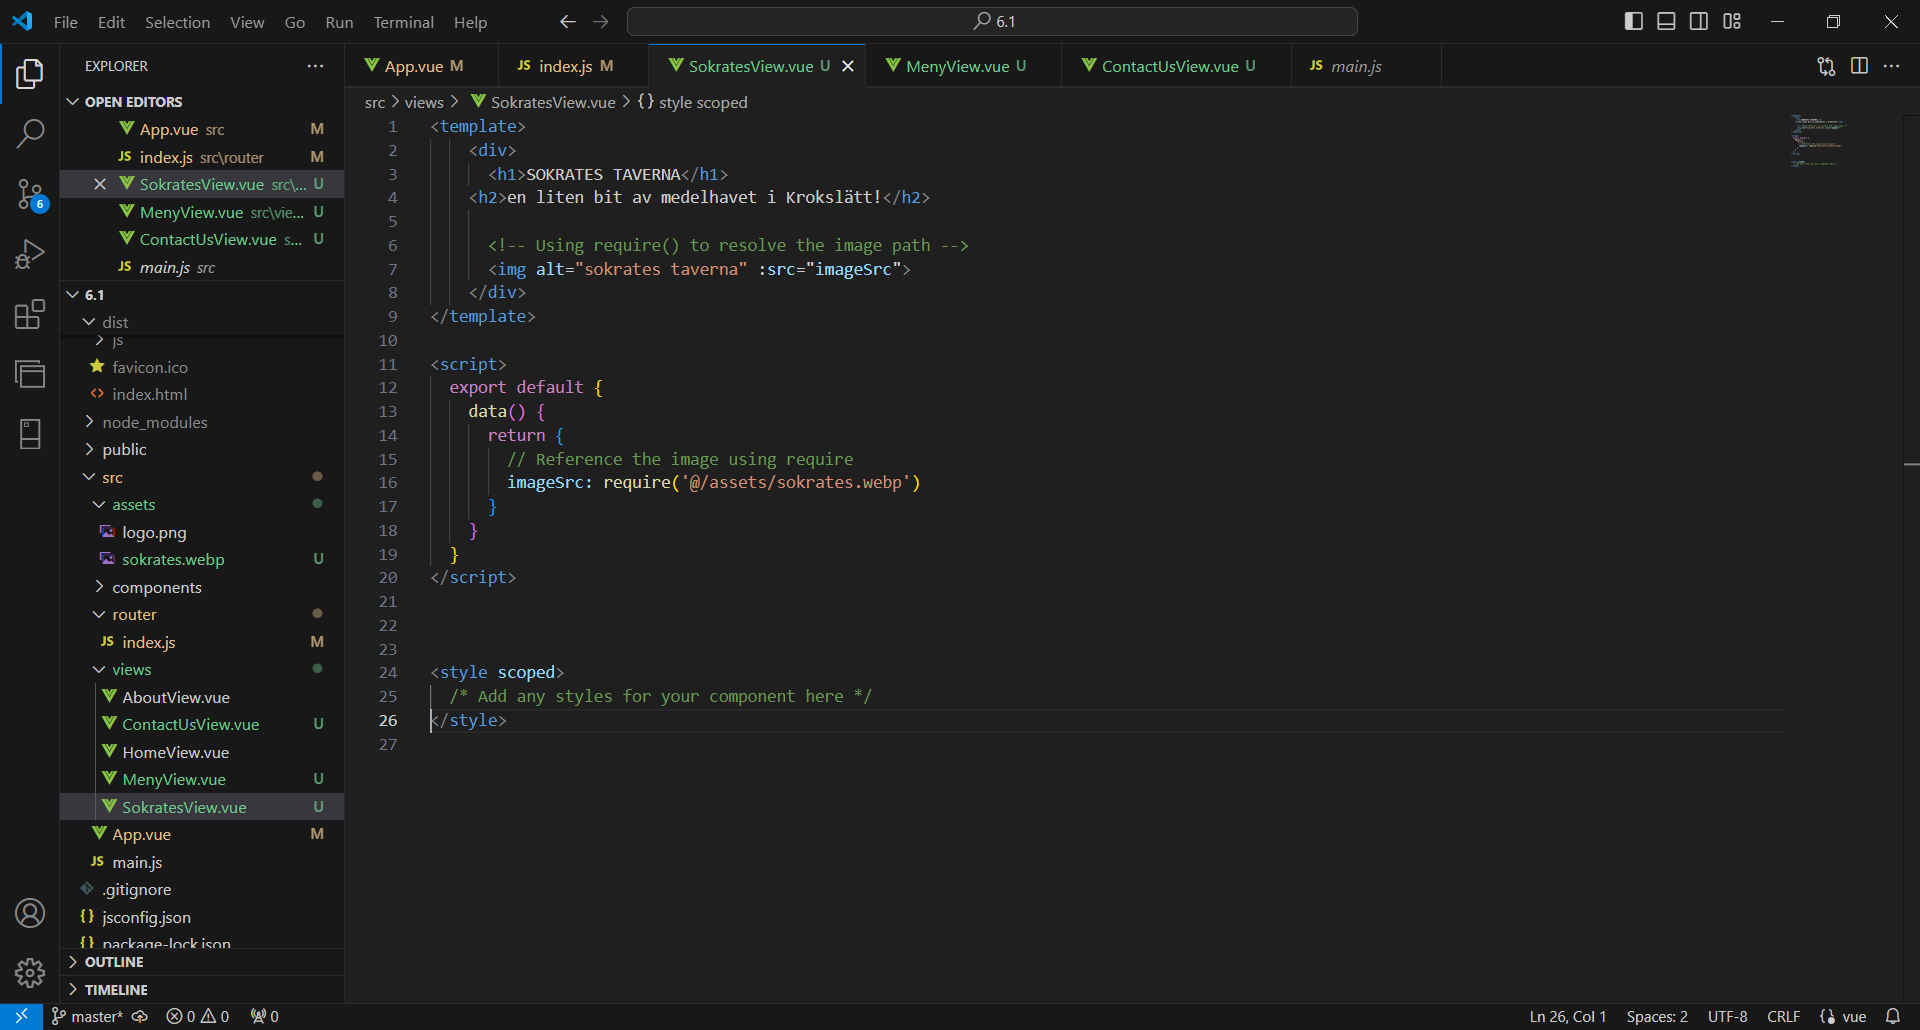 File Edit Selection View Go Run Terminal Help
6.1
EXPLORER
OPEN EDITORS
App.vue src M
JS index.js src\router M
SokratesView.vue src\... U
MenyView.vue src\vie... U
ContactUsView.vue s... U
JS main.js src
6.1
dist
js
favicon.ico
index.html
node_modules
public
src
assets
logo.png
sokrates.webp U
components
router
JS index.js M
views
AboutView.vue
ContactUsView.vue U
HomeView.vue
MenyView.vue U
SokratesView.vue U
App.vue M
JS main.js
.gitignore
{} jsconfig.json
{} package-lock.json
OUTLINE
TIMELINE
App.vue M JS index.js M SokratesView.vue U MenyView.vue U ContactUsView.vue U JS main.js
src > views > SokratesView.vue > {} style scoped
1 <template>
2 <div>
3 <h1>SOKRATES TAVERNA</h1>
4 <h2>en liten bit av medelhavet i Krokslätt!</h2>
5
6 <!-- Using require() to resolve the image path -->
7 <img alt="sokrates taverna" :src="imageSrc">
8 </div>
9 </template>
10
11 <script>
12 export default {
13 data() {
14 return {
15 // Reference the image using require
16 imageSrc: require('@/assets/sokrates.webp')
17 }
18 }
19 }
20 </script>
21
22
23
24 <style scoped>
25 /* Add any styles for your component here */
26 </style>
27
6
master* 0 0 0
Ln 26, Col 1 Spaces: 2 UTF-8 CRLF {} vue